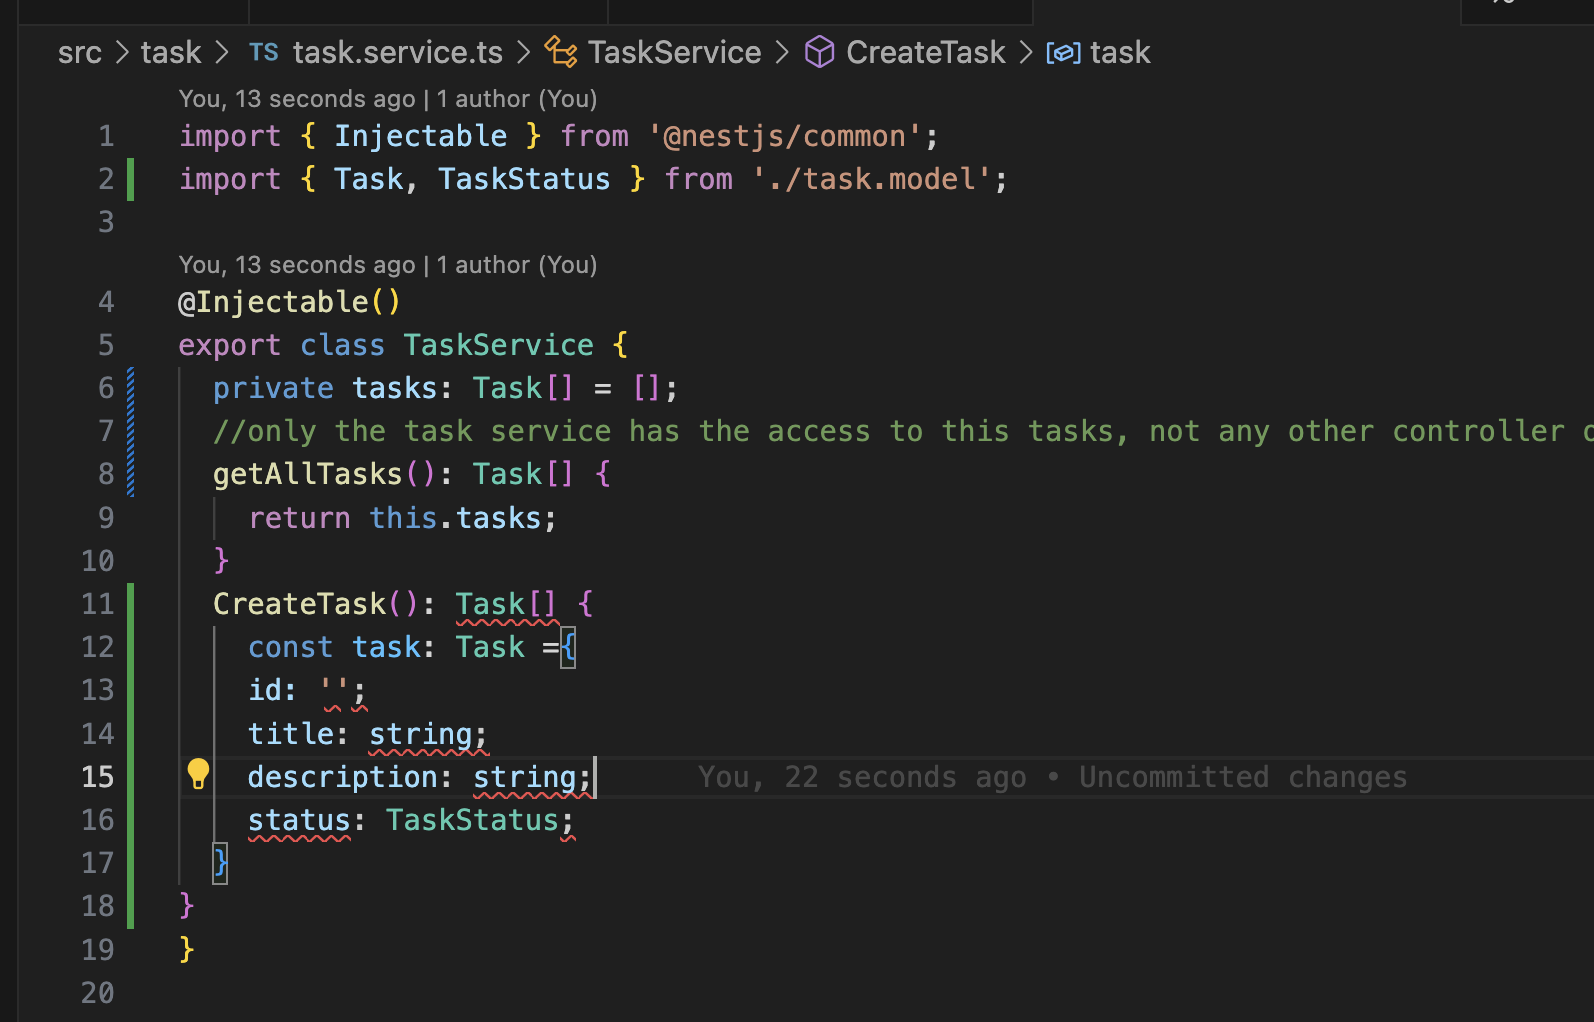 src > task > TS task.service.ts > TaskService > CreateTask > task
You, 13 seconds ago | 1 author (You)
1 import { Injectable } from '@nestjs/common';
2 import { Task, TaskStatus } from './task.model';
3
You, 13 seconds ago | 1 author (You)
4 @Injectable()
5 export class TaskService {
6 private tasks: Task[] = [];
7 //only the task service has the access to this tasks, not any other controller
8 getAllTasks(): Task[] {
9 return this.tasks;
10 }
11 CreateTask(): Task[] {
12 const task: Task ={
13 id: '';
14 title: string;
15 description: string; You, 22 seconds ago • Uncommitted changes
16 status: TaskStatus;
17 }
18 }
19 }
20